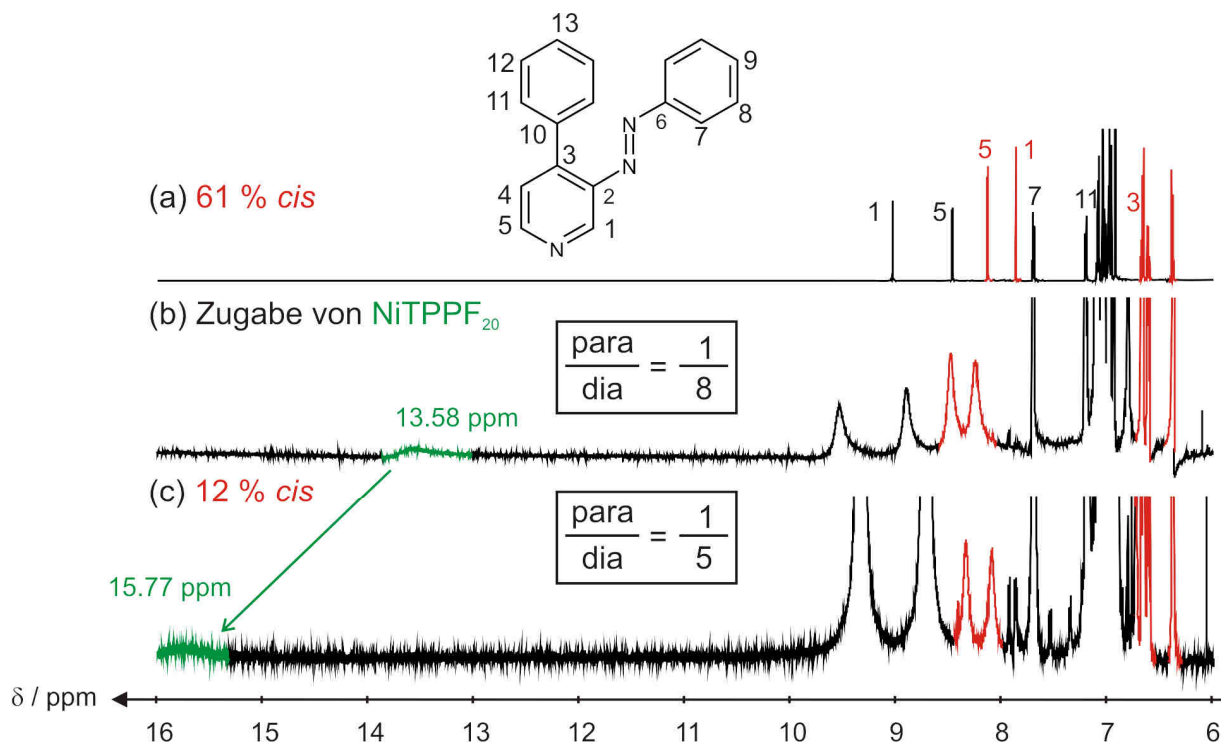 13
12
11
10
3
4
5
N
2
1
N
N
6
7
8
9
(a) 61 % cis
1
5
5
1
7
11
3
(b) Zugabe von NiTPPF₂₀
para
dia
=
1
8
13.58 ppm
(c) 12 % cis
para
dia
=
1
5
15.77 ppm
δ / ppm
16 15 14 13 12 11 10 9 8 7 6